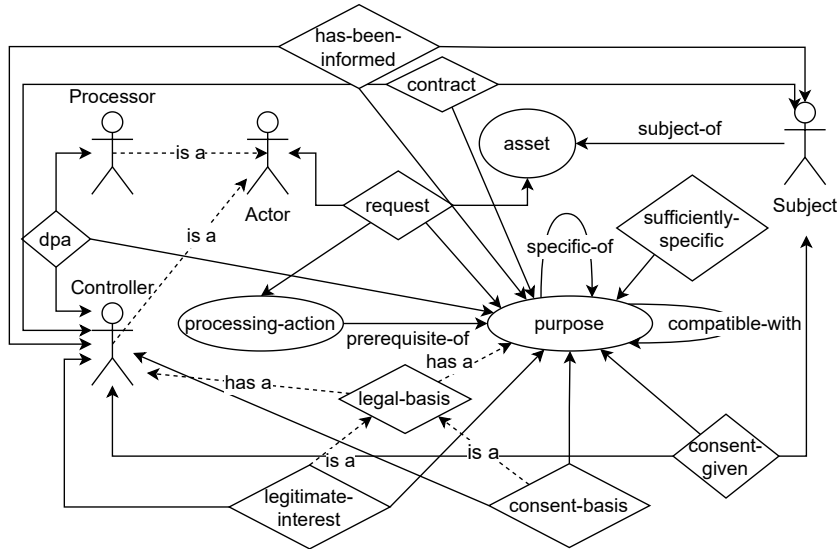 has-been-
informed
contract
Processor
is a
Actor
asset
subject-of
Subject
request
sufficiently-
specific
is a
dpa
specific-of
Controller
processing-action
prerequisite-of
purpose
compatible-with
has a
has a
legal-basis
is a
is a
consent-
given
legitimate-
interest
consent-basis